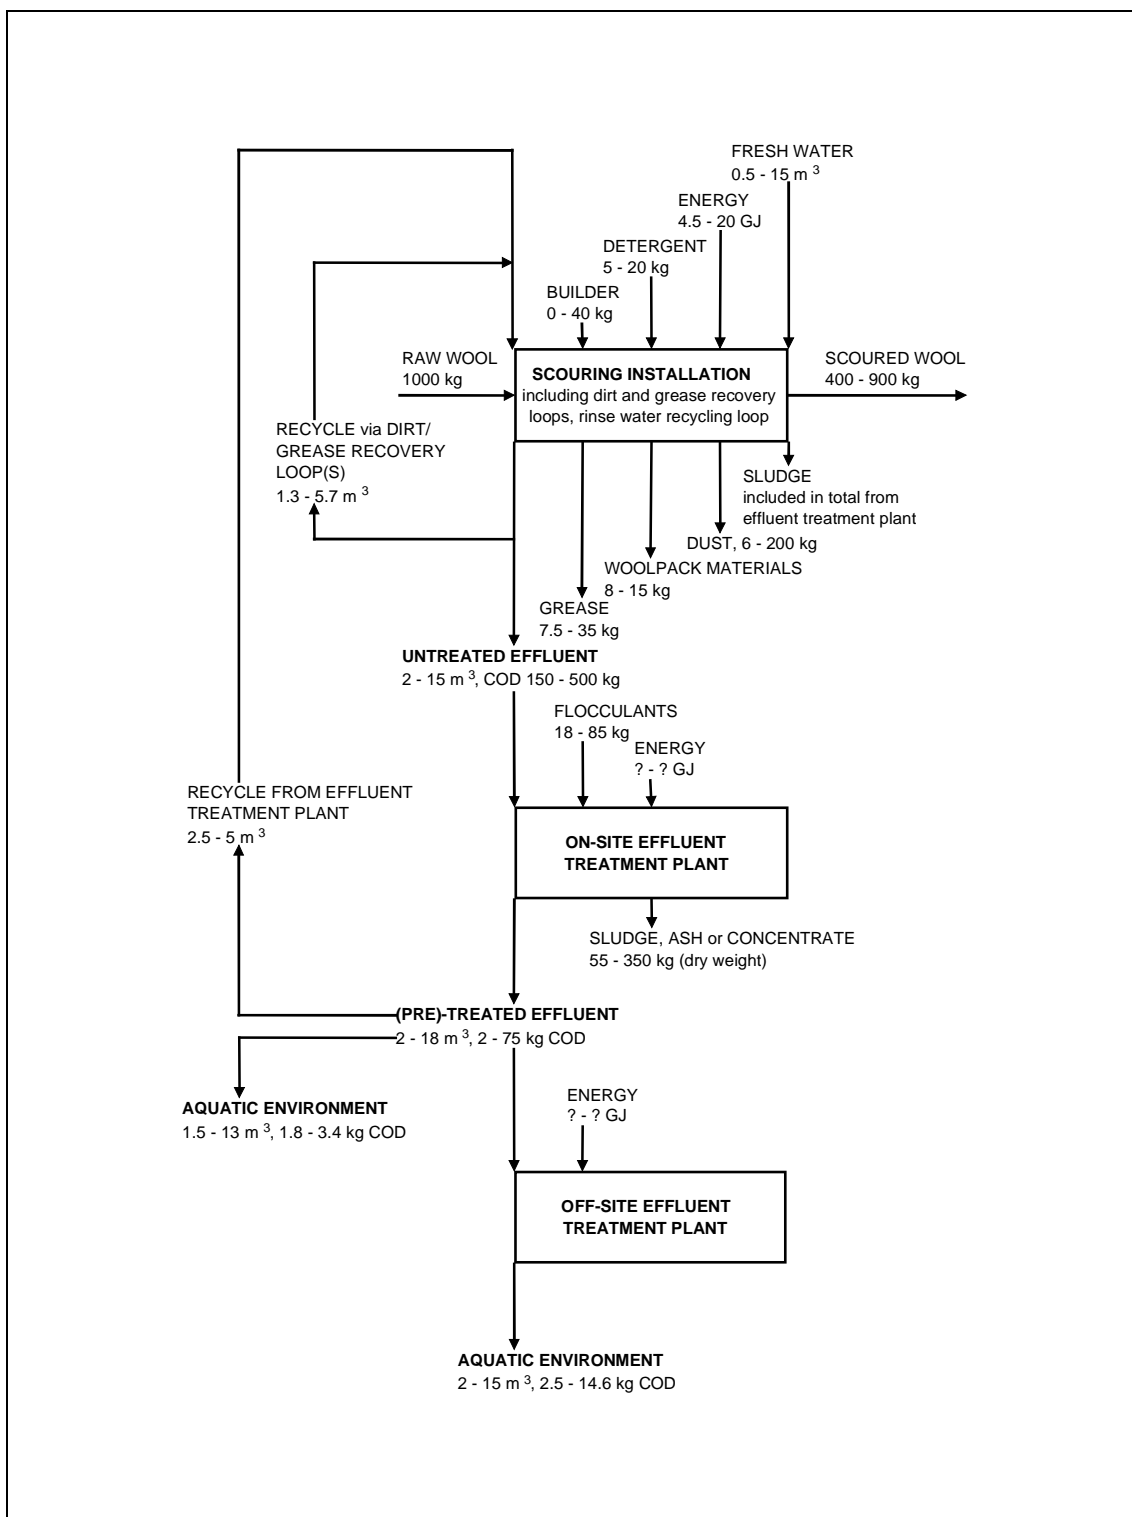 FRESH WATER
0.5 - 15 m 3
ENERGY
4.5 - 20 GJ
DETERGENT
5 - 20 kg
BUILDER
0 - 40 kg
RAW WOOL
1000 kg
SCOURING INSTALLATION
including dirt and grease recovery
loops, rinse water recycling loop
SCOURED WOOL
400 - 900 kg
RECYCLE via DIRT/
GREASE RECOVERY
LOOP(S)
1.3 - 5.7 m 3
SLUDGE
included in total from
effluent treatment plant
DUST, 6 - 200 kg
WOOLPACK MATERIALS
8 - 15 kg
GREASE
7.5 - 35 kg
UNTREATED EFFLUENT
2 - 15 m 3, COD 150 - 500 kg
FLOCCULANTS
18 - 85 kg
ENERGY
? - ? GJ
RECYCLE FROM EFFLUENT
TREATMENT PLANT
2.5 - 5 m 3
ON-SITE EFFLUENT
TREATMENT PLANT
SLUDGE, ASH or CONCENTRATE
55 - 350 kg (dry weight)
(PRE)-TREATED EFFLUENT
2 - 18 m 3, 2 - 75 kg COD
AQUATIC ENVIRONMENT
1.5 - 13 m 3, 1.8 - 3.4 kg COD
ENERGY
? - ? GJ
OFF-SITE EFFLUENT
TREATMENT PLANT
AQUATIC ENVIRONMENT
2 - 15 m 3, 2.5 - 14.6 kg COD